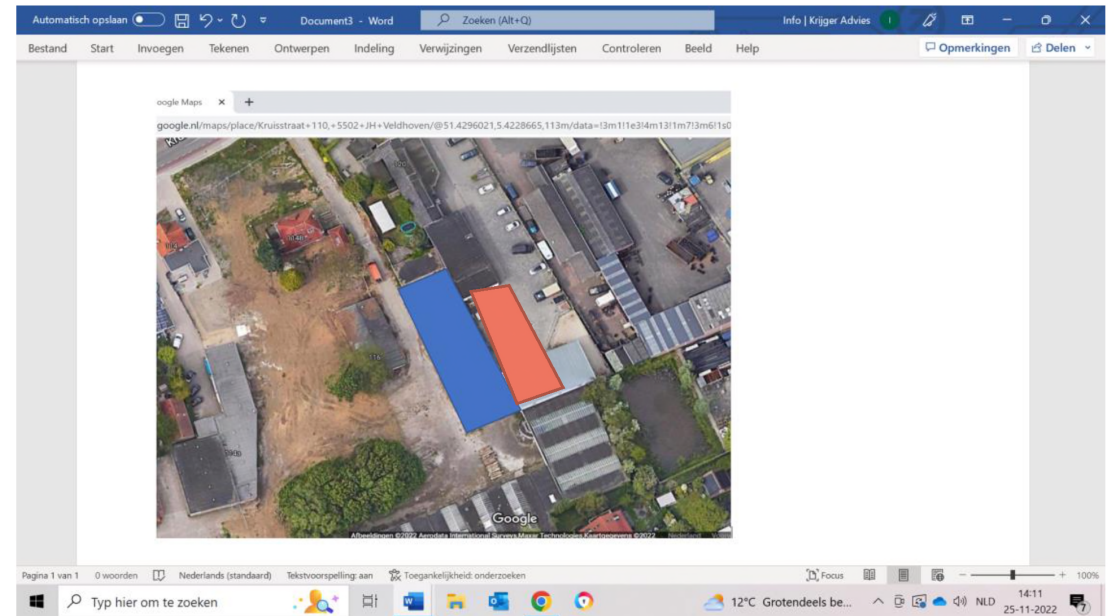 Automatisch opslaan
Document3 - Word
Zoeken (Alt+Q)
Info | Krijger Advies
I
Bestand Start Invoegen Tekenen Ontwerpen Indeling Verwijzingen Verzendlijsten Controleren Beeld Help
Opmerkingen
Delen
oogle Maps
google.nl/maps/place/Kruisstraat+110,+5502+JH+Veldhoven/@51.4296021,5.4228665,113m/data=!3m1!1e3!4m13!1m7!3m6!1s0
Google
Afbeeldingen ©2022 Aerodata International Surveys,Maxar Technologies,Kaartgegevens ©2022 Nederland
Pagina 1 van 1 0 woorden Nederlands (standaard) Tekstvoorspelling: aan Toegankelijkheid: onderzoeken
Focus
100%
Typ hier om te zoeken
12°C Grotendeels be...
NLD
14:11
25-11-2022
7